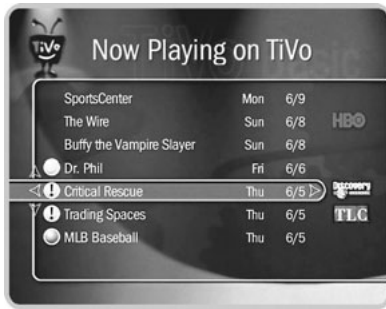 TiVo
Now Playing on TiVo
SportsCenter Mon 6/9
The Wire Sun 6/8 HBO
Buffy the Vampire Slayer Sun 6/8
Dr. Phil Fri 6/6
! Critical Rescue Thu 6/5 Discovery
! Trading Spaces Thu 6/5 TLC
MLB Baseball Thu 6/5